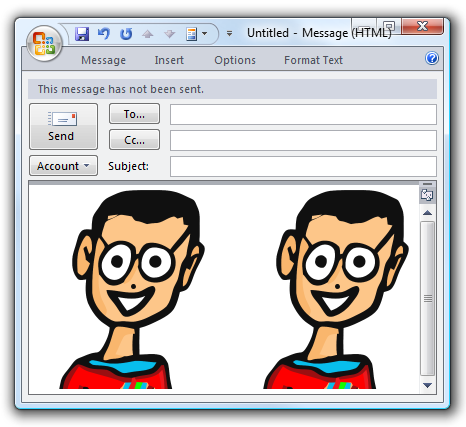 Untitled - Message (HTML)
Message Insert Options Format Text
This message has not been sent.
Send
To...
Cc...
Account
Subject: